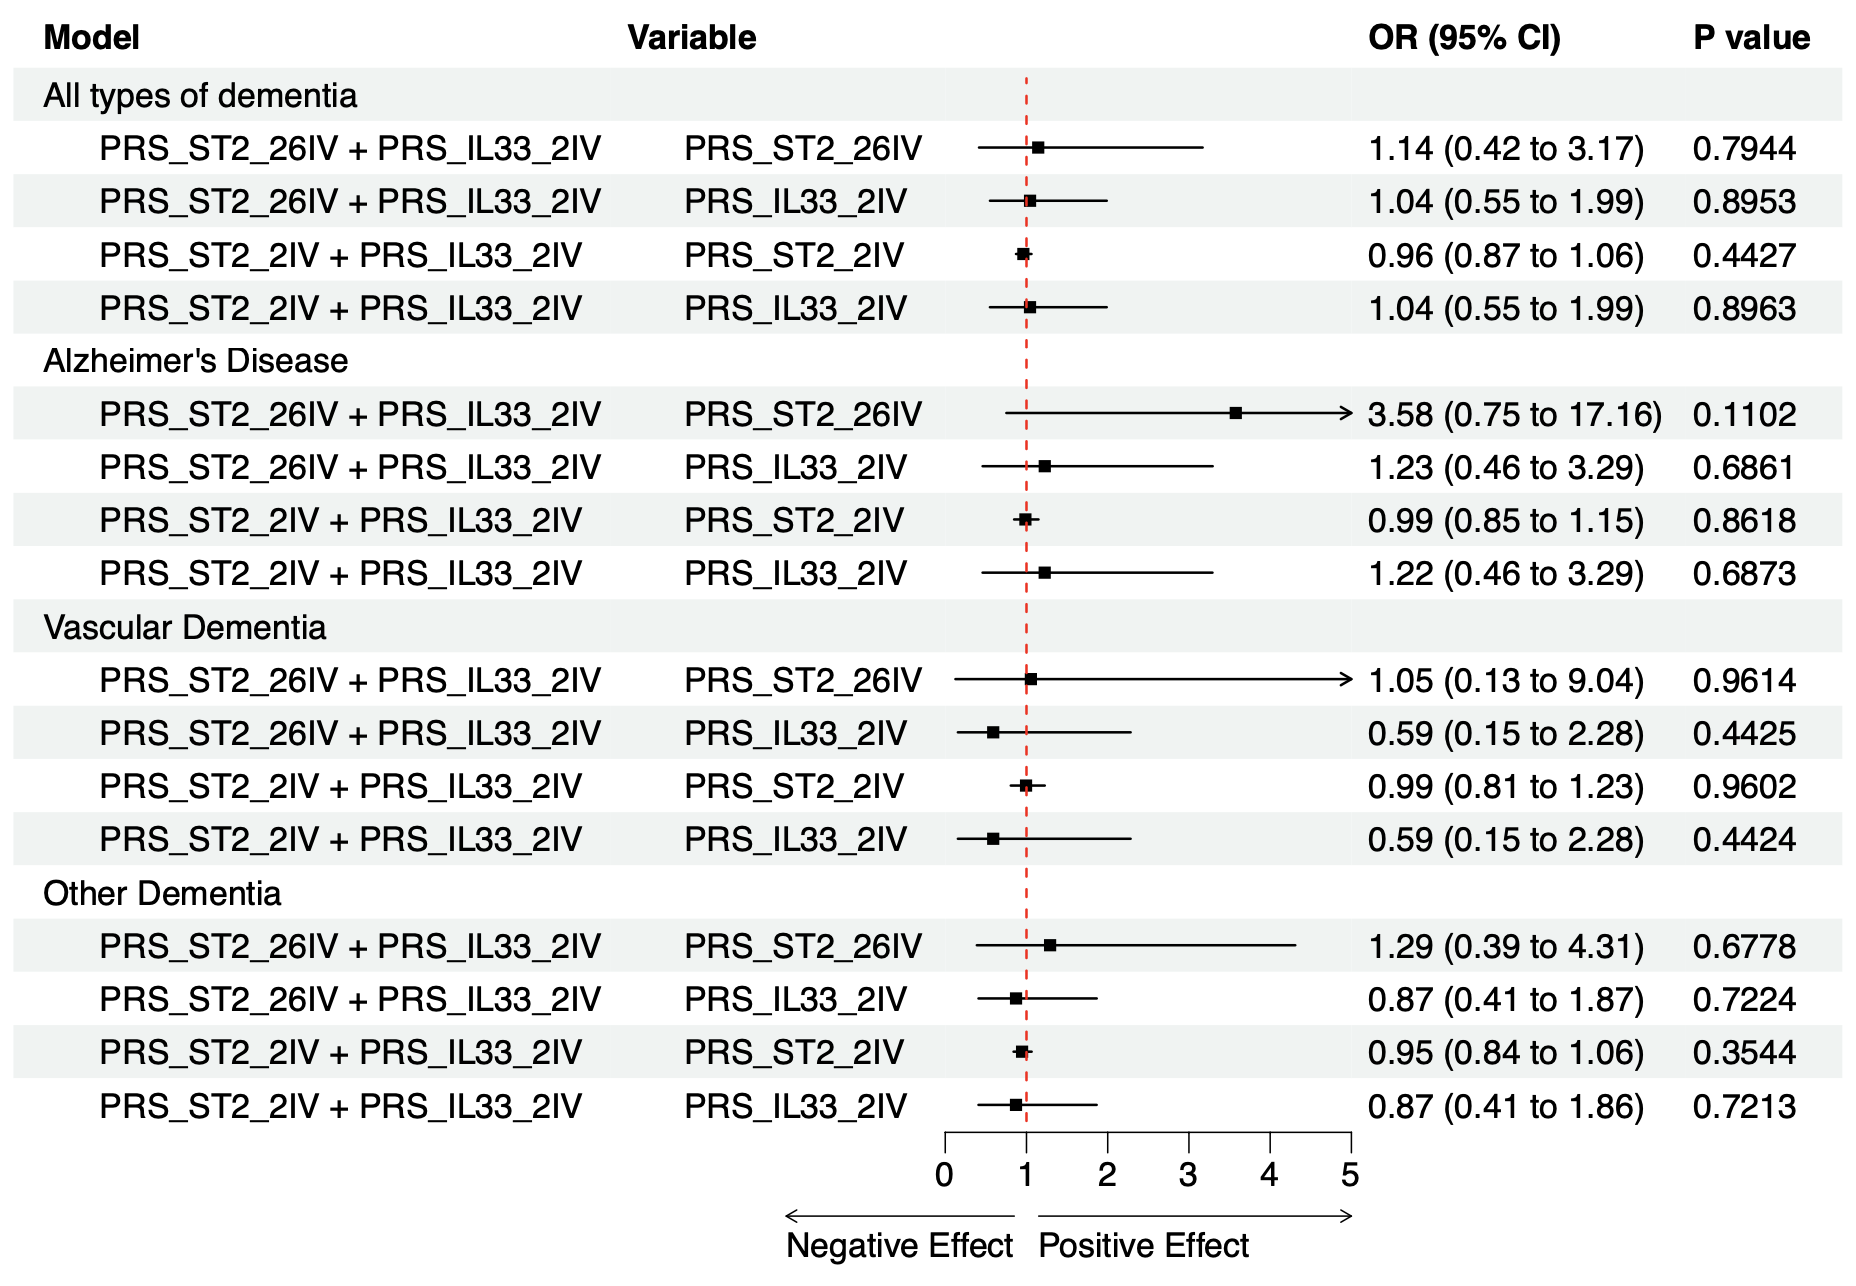 Model Variable OR (95% CI) P value
All types of dementia
PRS_ST2_26IV + PRS_IL33_2IV PRS_ST2_26IV 1.14 (0.42 to 3.17) 0.7944
PRS_ST2_26IV + PRS_IL33_2IV PRS_IL33_2IV 1.04 (0.55 to 1.99) 0.8953
PRS_ST2_2IV + PRS_IL33_2IV PRS_ST2_2IV 0.96 (0.87 to 1.06) 0.4427
PRS_ST2_2IV + PRS_IL33_2IV PRS_IL33_2IV 1.04 (0.55 to 1.99) 0.8963
Alzheimer's Disease
PRS_ST2_26IV + PRS_IL33_2IV PRS_ST2_26IV 3.58 (0.75 to 17.16) 0.1102
PRS_ST2_26IV + PRS_IL33_2IV PRS_IL33_2IV 1.23 (0.46 to 3.29) 0.6861
PRS_ST2_2IV + PRS_IL33_2IV PRS_ST2_2IV 0.99 (0.85 to 1.15) 0.8618
PRS_ST2_2IV + PRS_IL33_2IV PRS_IL33_2IV 1.22 (0.46 to 3.29) 0.6873
Vascular Dementia
PRS_ST2_26IV + PRS_IL33_2IV PRS_ST2_26IV 1.05 (0.13 to 9.04) 0.9614
PRS_ST2_26IV + PRS_IL33_2IV PRS_IL33_2IV 0.59 (0.15 to 2.28) 0.4425
PRS_ST2_2IV + PRS_IL33_2IV PRS_ST2_2IV 0.99 (0.81 to 1.23) 0.9602
PRS_ST2_2IV + PRS_IL33_2IV PRS_IL33_2IV 0.59 (0.15 to 2.28) 0.4424
Other Dementia
PRS_ST2_26IV + PRS_IL33_2IV PRS_ST2_26IV 1.29 (0.39 to 4.31) 0.6778
PRS_ST2_26IV + PRS_IL33_2IV PRS_IL33_2IV 0.87 (0.41 to 1.87) 0.7224
PRS_ST2_2IV + PRS_IL33_2IV PRS_ST2_2IV 0.95 (0.84 to 1.06) 0.3544
PRS_ST2_2IV + PRS_IL33_2IV PRS_IL33_2IV 0.87 (0.41 to 1.86) 0.7213
0 1 2 3 4 5
Negative Effect Positive Effect